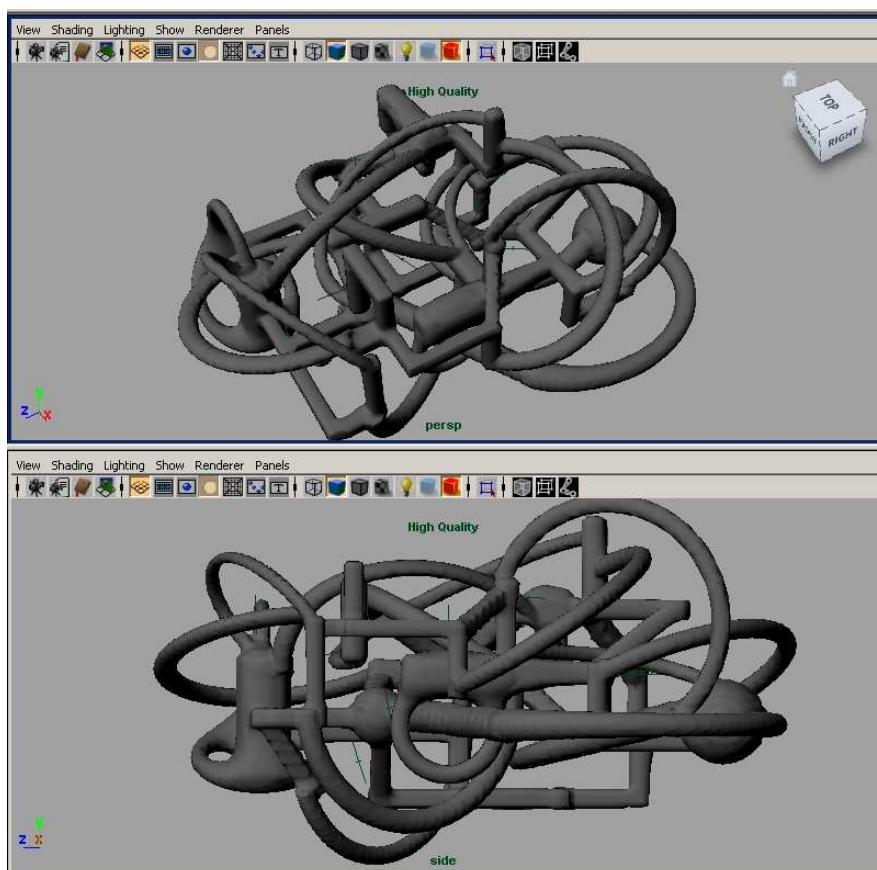 View Shading Lighting Show Renderer Panels
High Quality
TOP
RIGHT
y
z x
persp
View Shading Lighting Show Renderer Panels
High Quality
y
z x
side